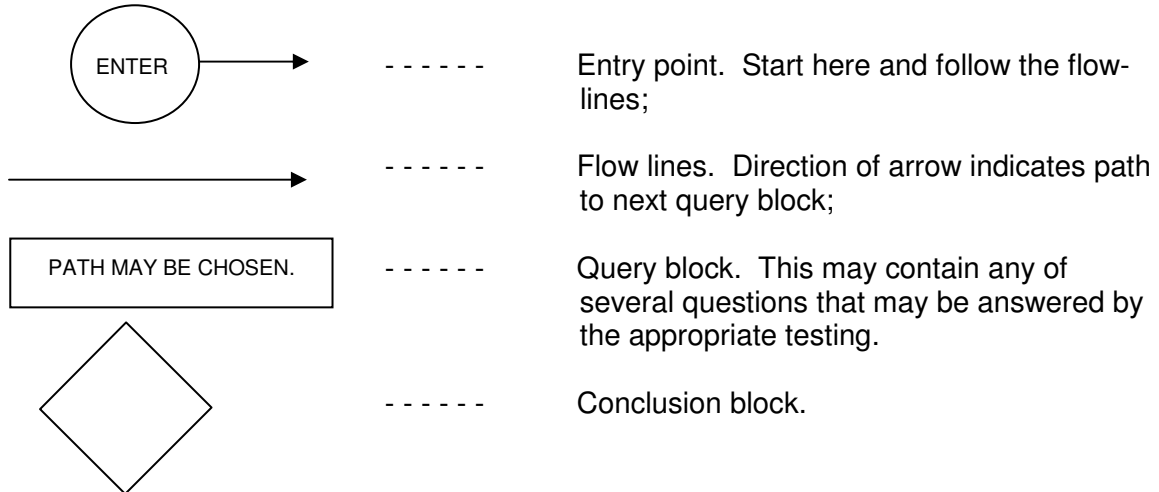 ENTER
- - - - - -
Entry point.  Start here and follow the flow-
lines;
- - - - - -
Flow lines.  Direction of arrow indicates path
to next query block;
PATH MAY BE CHOSEN.
- - - - - -
Query block.  This may contain any of
several questions that may be answered by
the appropriate testing.
- - - - - -
Conclusion block.